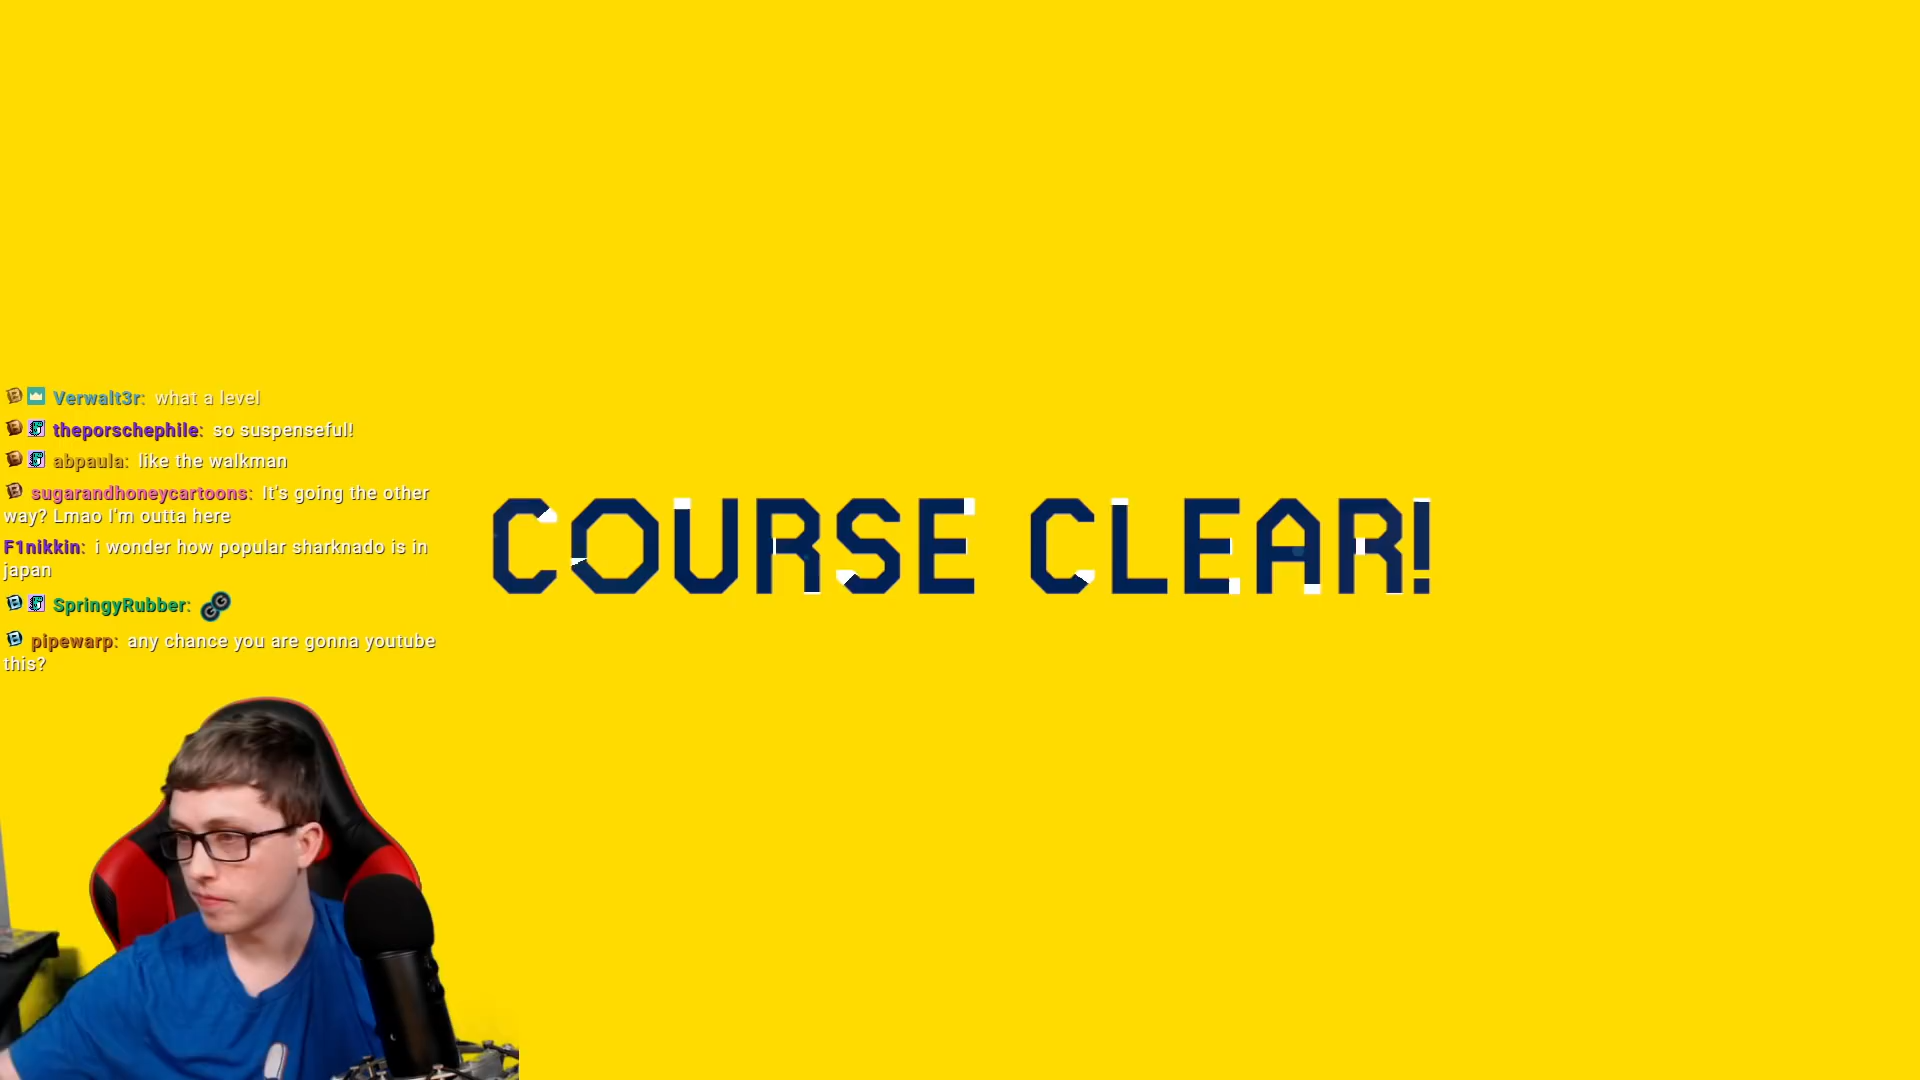 Verwalt3r: what a level
theporschephile: so suspenseful!
abpaula: like the walkman
sugarandhoneycartoons: It's going the other
way? Lmao I'm outta here
F1nikkin: i wonder how popular sharknado is in
japan
SpringyRubber: GG
pipewarp: any chance you are gonna youtube
this?
COURSE CLEAR!